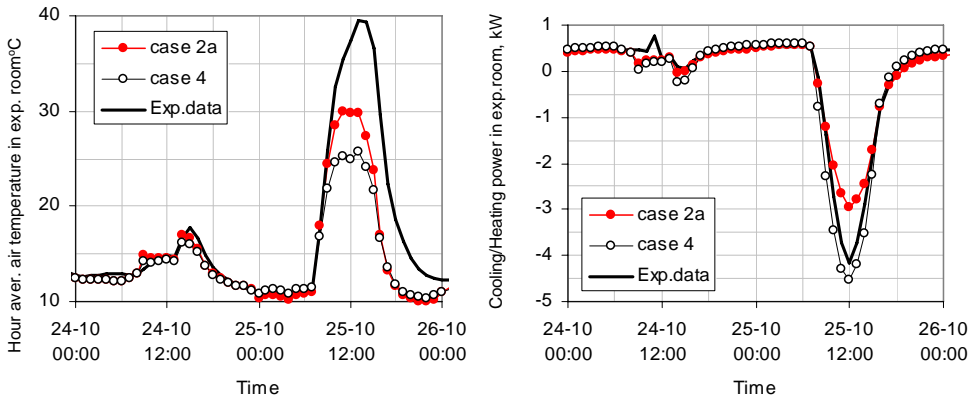 Hour aver. air temperature in exp. roomºC
40
30
20
10
case 2a
case 4
Exp.data
24-10 00:00
24-10 12:00
25-10 00:00
25-10 12:00
26-10 00:00
Time
Cooling/Heating power in exp.room, kW
1
0
-1
-2
-3
-4
-5
case 2a
case 4
Exp.data
24-10 00:00
24-10 12:00
25-10 00:00
25-10 12:00
26-10 00:00
Time